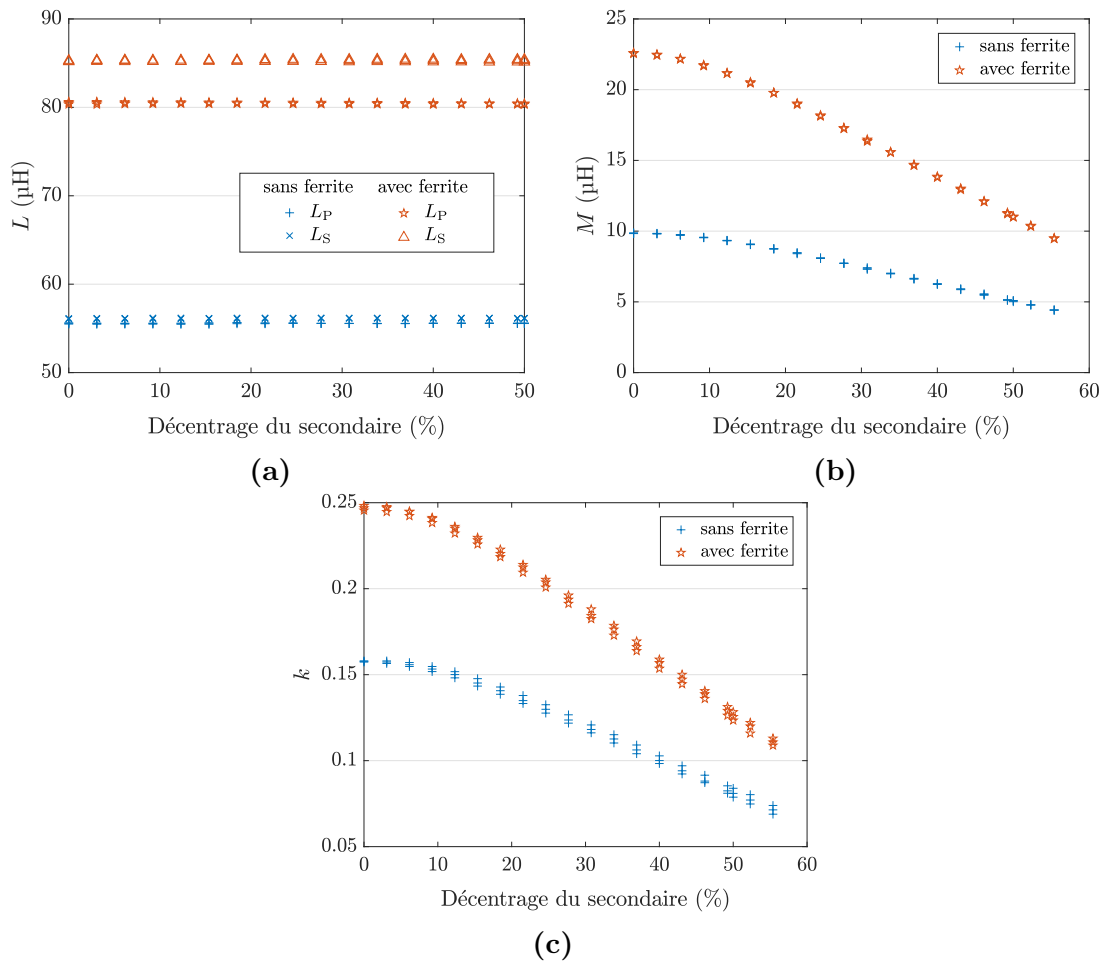 90
80
70
60
50
L (µH)
sans ferrite avec ferrite
L_P L_P
L_S L_S
0 10 20 30 40 50
Décentrage du secondaire (%)
(a)
25
20
15
10
5
0
M (µH)
sans ferrite
avec ferrite
0 10 20 30 40 50 60
Décentrage du secondaire (%)
(b)
0.25
0.2
0.15
0.1
0.05
k
sans ferrite
avec ferrite
0 10 20 30 40 50 60
Décentrage du secondaire (%)
(c)